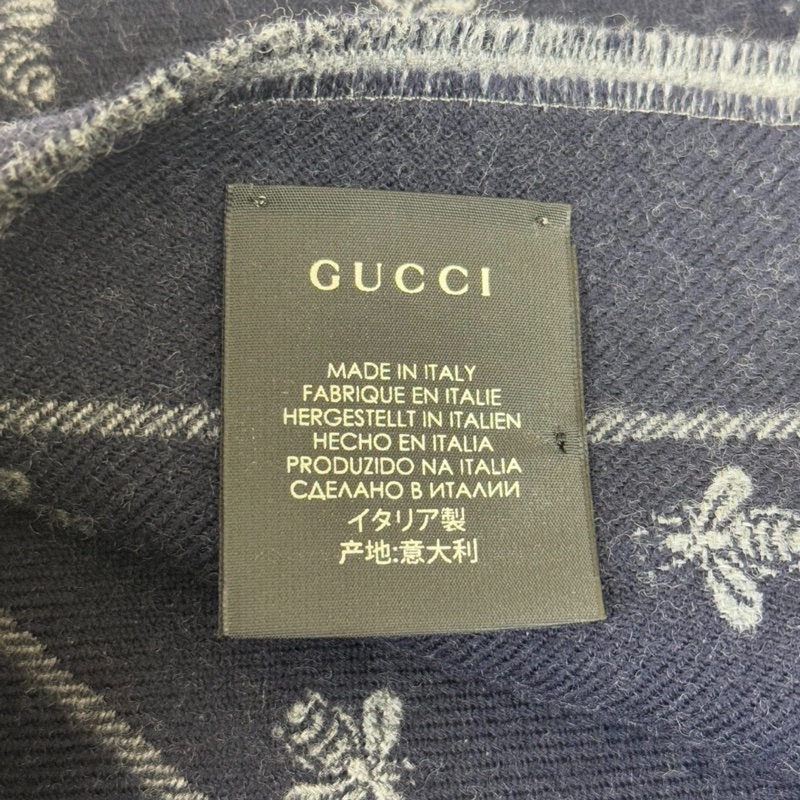 GUCCI
MADE IN ITALY
FABRIQUE EN ITALIE
HERGESTELLT IN ITALIEN
HECHO EN ITALIA
PRODUZIDO NA ITALIA
СДЕЛАНО В ИТАЛИИ
イタリア製
产地:意大利